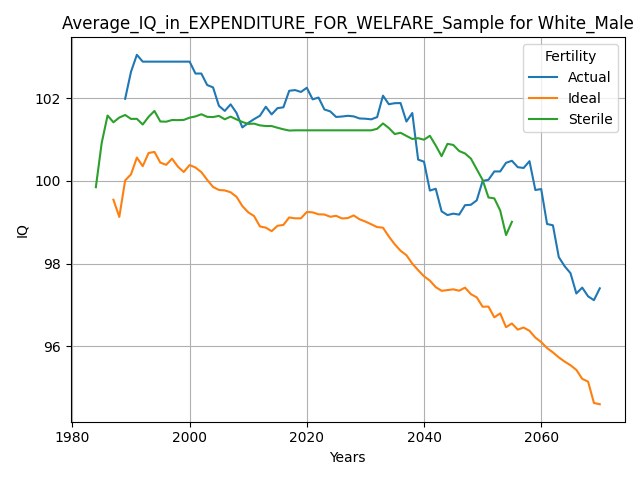 Average_IQ_in_EXPENDITURE_FOR_WELFARE_Sample for White_Male
Fertility
Actual
Ideal
Sterile
IQ
102
100
98
96
1980
2000
2020
2040
2060
Years